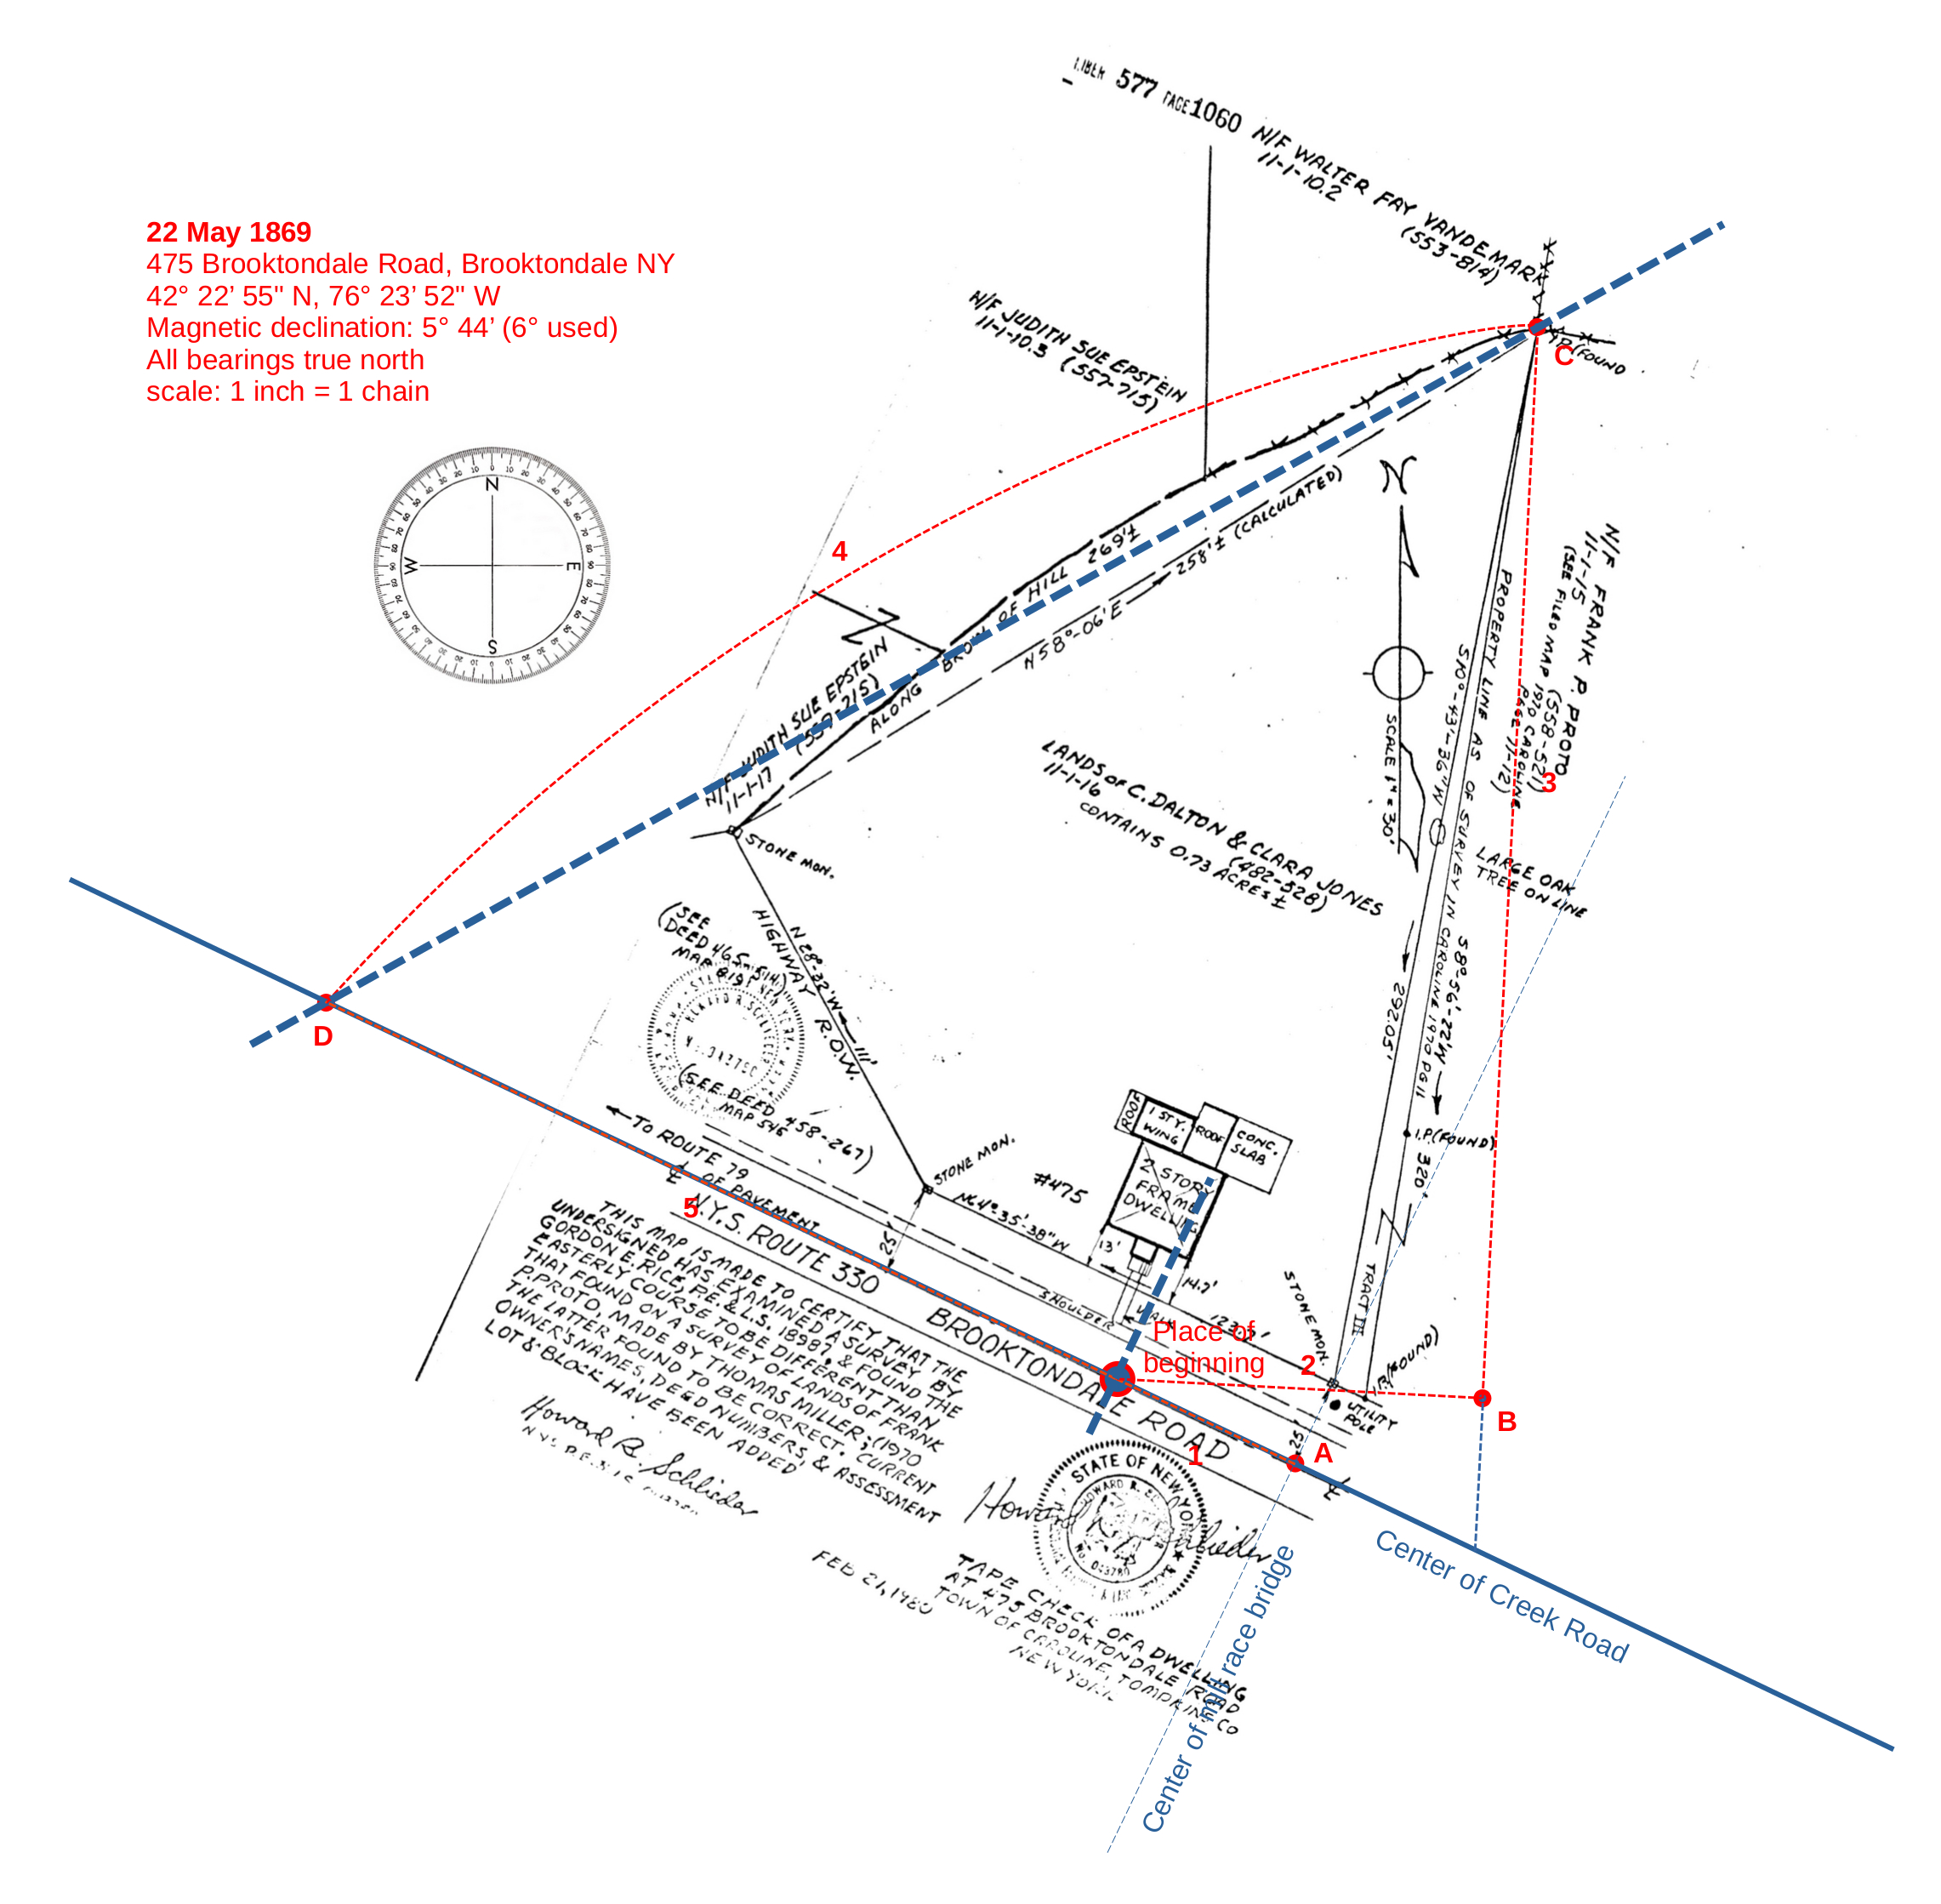 LIBER 577 PAGE 1060
N/F WALTER FAY VANDEMARK
11-1-10.2
(553-814)
22 May 1869
475 Brooktondale Road, Brooktondale NY
42° 22’ 55" N, 76° 23’ 52" W
Magnetic declination: 5° 44’ (6° used)
All bearings true north
scale: 1 inch = 1 chain
N/F JUDITH SUE EPSTEIN
11-1-10.3 (557-715)
C
I.P. (FOUND
N
W
E
S
4
ALONG BROW OF HILL 269'±
N58°-06'E
258'± (CALCULATED)
N
SCALE 1"=30'
N/F FRANK P. PROTO
11-1-15 (558-521)
(SEE FILED MAP 1970 CAROLINE
PAGE 11-12)
3
PROPERTY LINE AS OF SURVEY IN CAROLINE 1970 PG 11
S10°-43'-36"W
292.05'
S8°-56'-22"W
320'
LARGE OAK
TREE ON LINE
N/F JUDITH SUE EPSTEIN
11-1-17 (557-715)
STONE MON.
LANDS OF C. DALTON & CLARA JONES
11-1-16 (482-528)
CONTAINS 0.73 ACRES±
D
(SEE
DEED 465-514)
MAP 819
HIGHWAY R.O.W.
N28°-22'W
111'
(SEE DEED 458-267)
MAP 545
TO ROUTE 79
℄ OF PAVEMENT
5
N.Y.S. ROUTE 330 BROOKTONDALE ROAD
STONE MON.
25'
N64°-35'-38"W
123.5'
#475
ROOF
1 STY.
WING
ROOF
CONC.
SLAB
2 STORY
FRAME
DWELLING
13'
14.7'
SHOULDER
WALK
I.P.(FOUND)
TRACT III
STONE MON.
I.P.(FOUND)
UTILITY
POLE
25'
Place of
beginning
2
B
A
1
℄
THIS MAP IS MADE TO CERTIFY THAT THE
UNDERSIGNED HAS EXAMINED A SURVEY BY
GORDON E. RICE, P.E. & L.S. 18987, & FOUND THE
EASTERLY COURSE TO BE DIFFERENT THAN
THAT FOUND ON A SURVEY OF LANDS OF FRANK
P. PROTO, MADE BY THOMAS MILLER; (1970
THE LATTER FOUND TO BE CORRECT. CURRENT
OWNER'S NAMES, DEED NUMBERS, & ASSESSMENT
LOT & BLOCK HAVE BEEN ADDED
Howard R. Schlieder
STATE OF NEW YORK
HOWARD R.
No. 043780
Howard R. Schlieder
FEB 21, 1980
TAPE CHECK OF A DWELLING
AT 475 BROOKTONDALE ROAD
TOWN OF CAROLINE, TOMPKINS CO
NEW YORK
Center of mill race bridge
Center of Creek Road